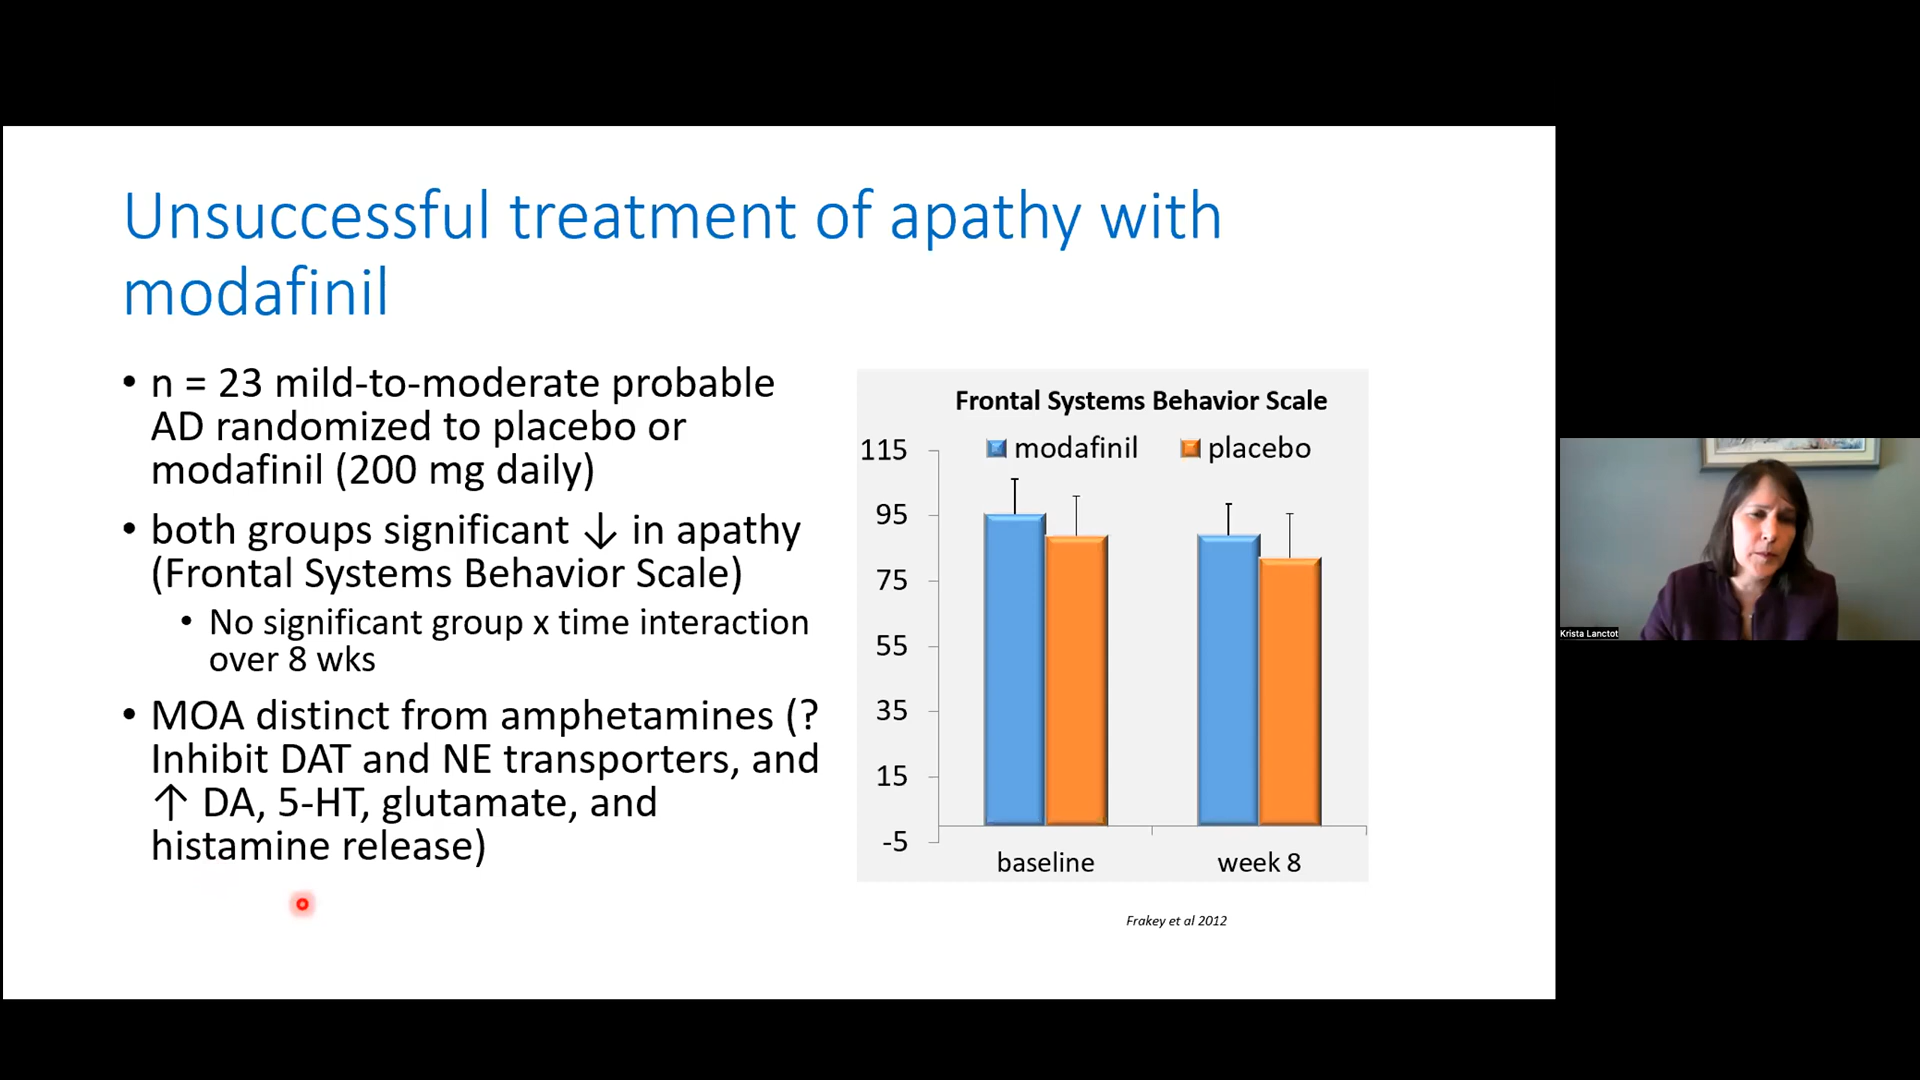 Unsuccessful treatment of apathy with
modafinil
• n = 23 mild-to-moderate probable
AD randomized to placebo or
modafinil (200 mg daily)
• both groups significant ↓ in apathy
(Frontal Systems Behavior Scale)
• No significant group x time interaction
over 8 wks
• MOA distinct from amphetamines (?
Inhibit DAT and NE transporters, and
↑ DA, 5-HT, glutamate, and
histamine release)
Frontal Systems Behavior Scale
modafinil placebo
115
95
75
55
35
15
-5
baseline week 8
Frakey et al 2012
Krista Lanctot